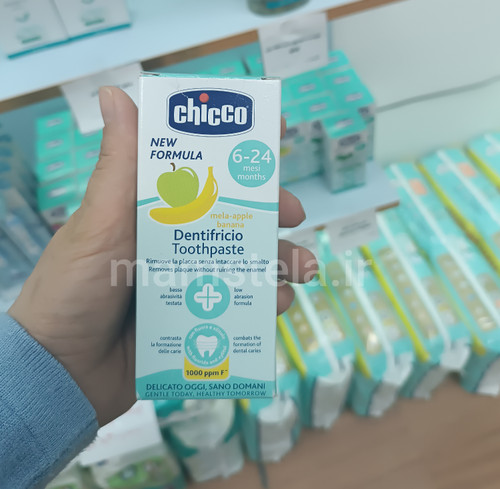 chicco
NEW
FORMULA
6-24
mesi
months
mela-apple
banana
Dentifricio
Toothpaste
Rimuove la placca senza intaccare lo smalto
Removes plaque without ruining the enamel
mamistela.ir
bassa
abrasività
testata
low
abrasion
formula
contrasta
la formazione
delle carie
combats the
formation of
dental caries
1000 ppm F
DELICATO OGGI, SANO DOMANI
GENTLE TODAY, HEALTHY TOMORROW